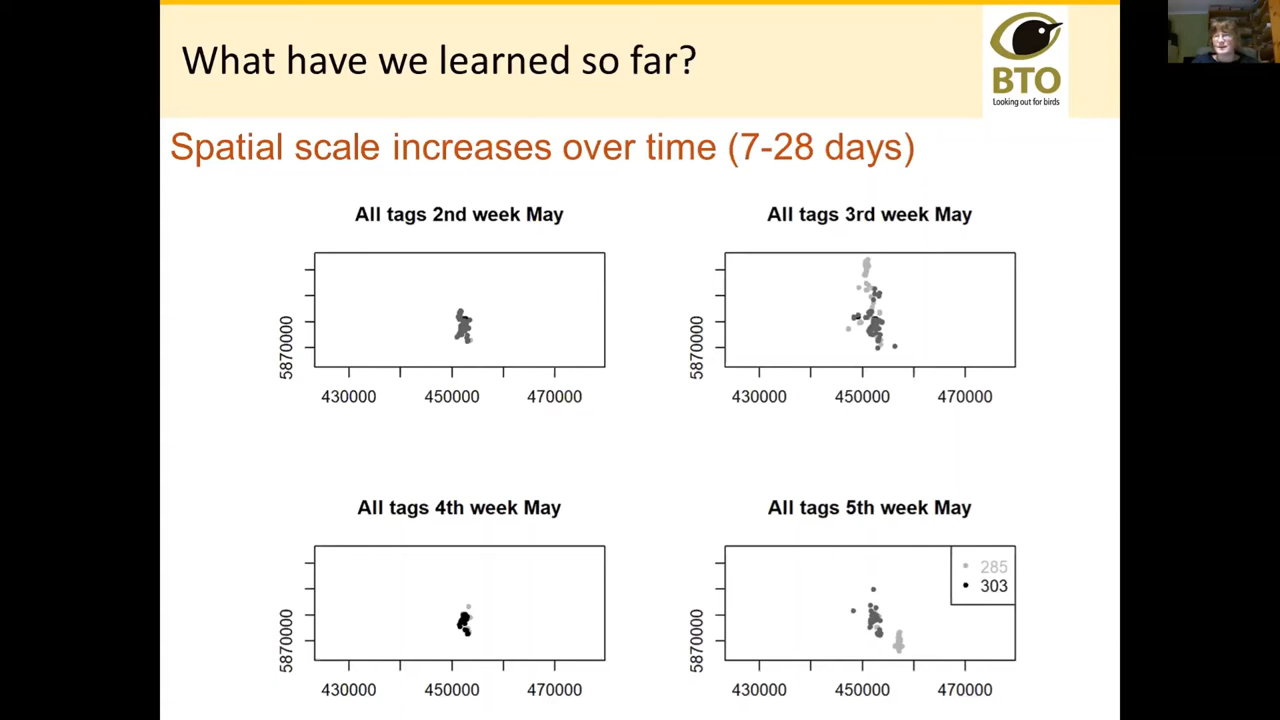 What have we learned so far?
BTO
Looking out for birds
Spatial scale increases over time (7-28 days)
All tags 2nd week May
5870000
430000 450000 470000
All tags 3rd week May
5870000
430000 450000 470000
All tags 4th week May
5870000
430000 450000 470000
All tags 5th week May
285
303
5870000
430000 450000 470000